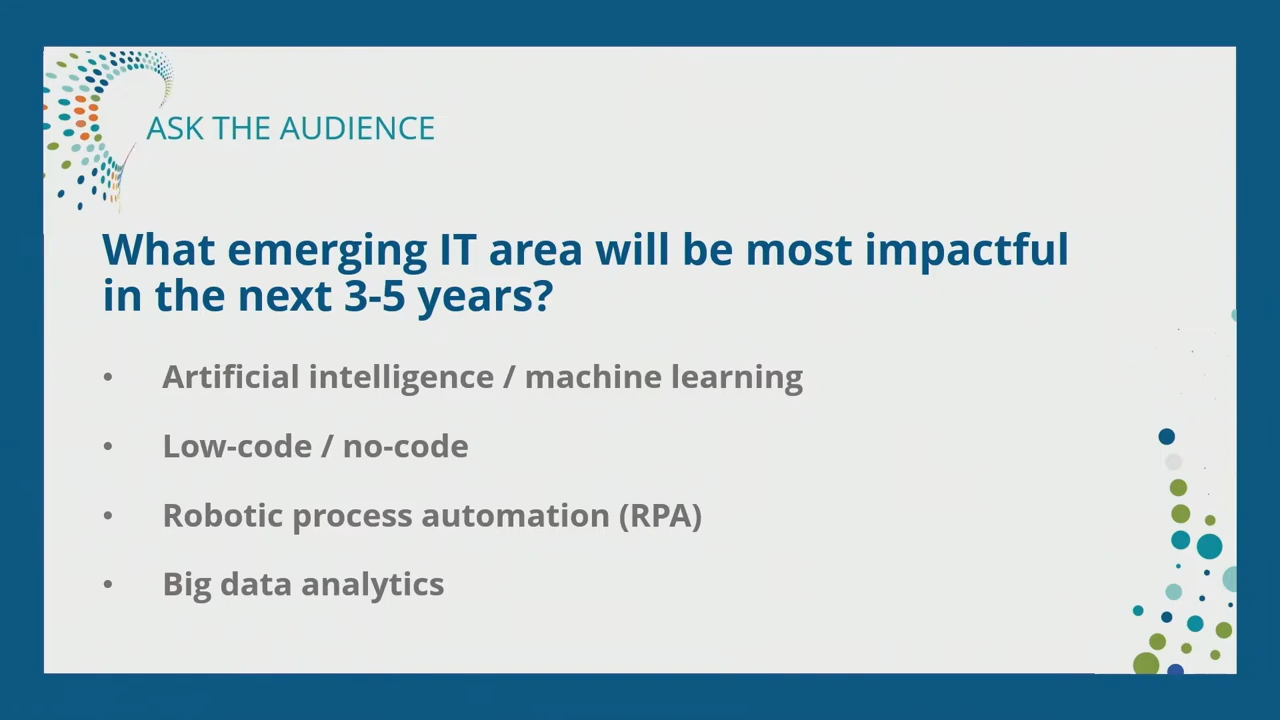 ASK THE AUDIENCE
What emerging IT area will be most impactful
in the next 3-5 years?
• Artificial intelligence / machine learning
• Low-code / no-code
• Robotic process automation (RPA)
• Big data analytics